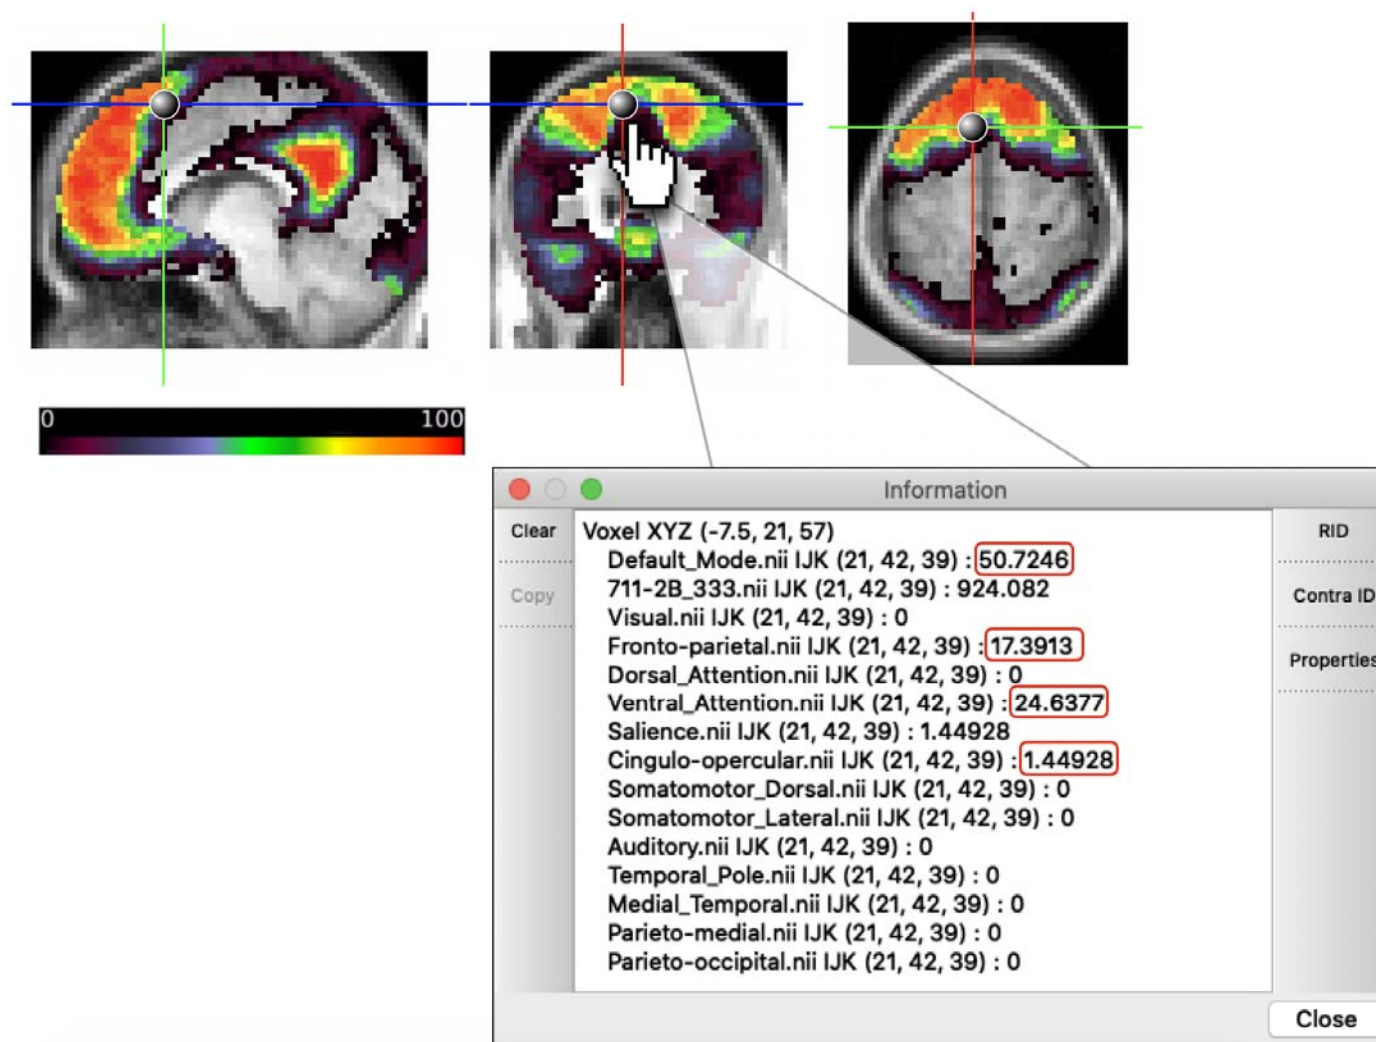 0 100
Information
Clear
Copy
Voxel XYZ (-7.5, 21, 57)
Default_Mode.nii IJK (21, 42, 39) : 50.7246
711-2B_333.nii IJK (21, 42, 39) : 924.082
Visual.nii IJK (21, 42, 39) : 0
Fronto-parietal.nii IJK (21, 42, 39) : 17.3913
Dorsal_Attention.nii IJK (21, 42, 39) : 0
Ventral_Attention.nii IJK (21, 42, 39) : 24.6377
Salience.nii IJK (21, 42, 39) : 1.44928
Cingulo-opercular.nii IJK (21, 42, 39) : 1.44928
Somatomotor_Dorsal.nii IJK (21, 42, 39) : 0
Somatomotor_Lateral.nii IJK (21, 42, 39) : 0
Auditory.nii IJK (21, 42, 39) : 0
Temporal_Pole.nii IJK (21, 42, 39) : 0
Medial_Temporal.nii IJK (21, 42, 39) : 0
Parieto-medial.nii IJK (21, 42, 39) : 0
Parieto-occipital.nii IJK (21, 42, 39) : 0
RID
Contra ID
Properties
Close